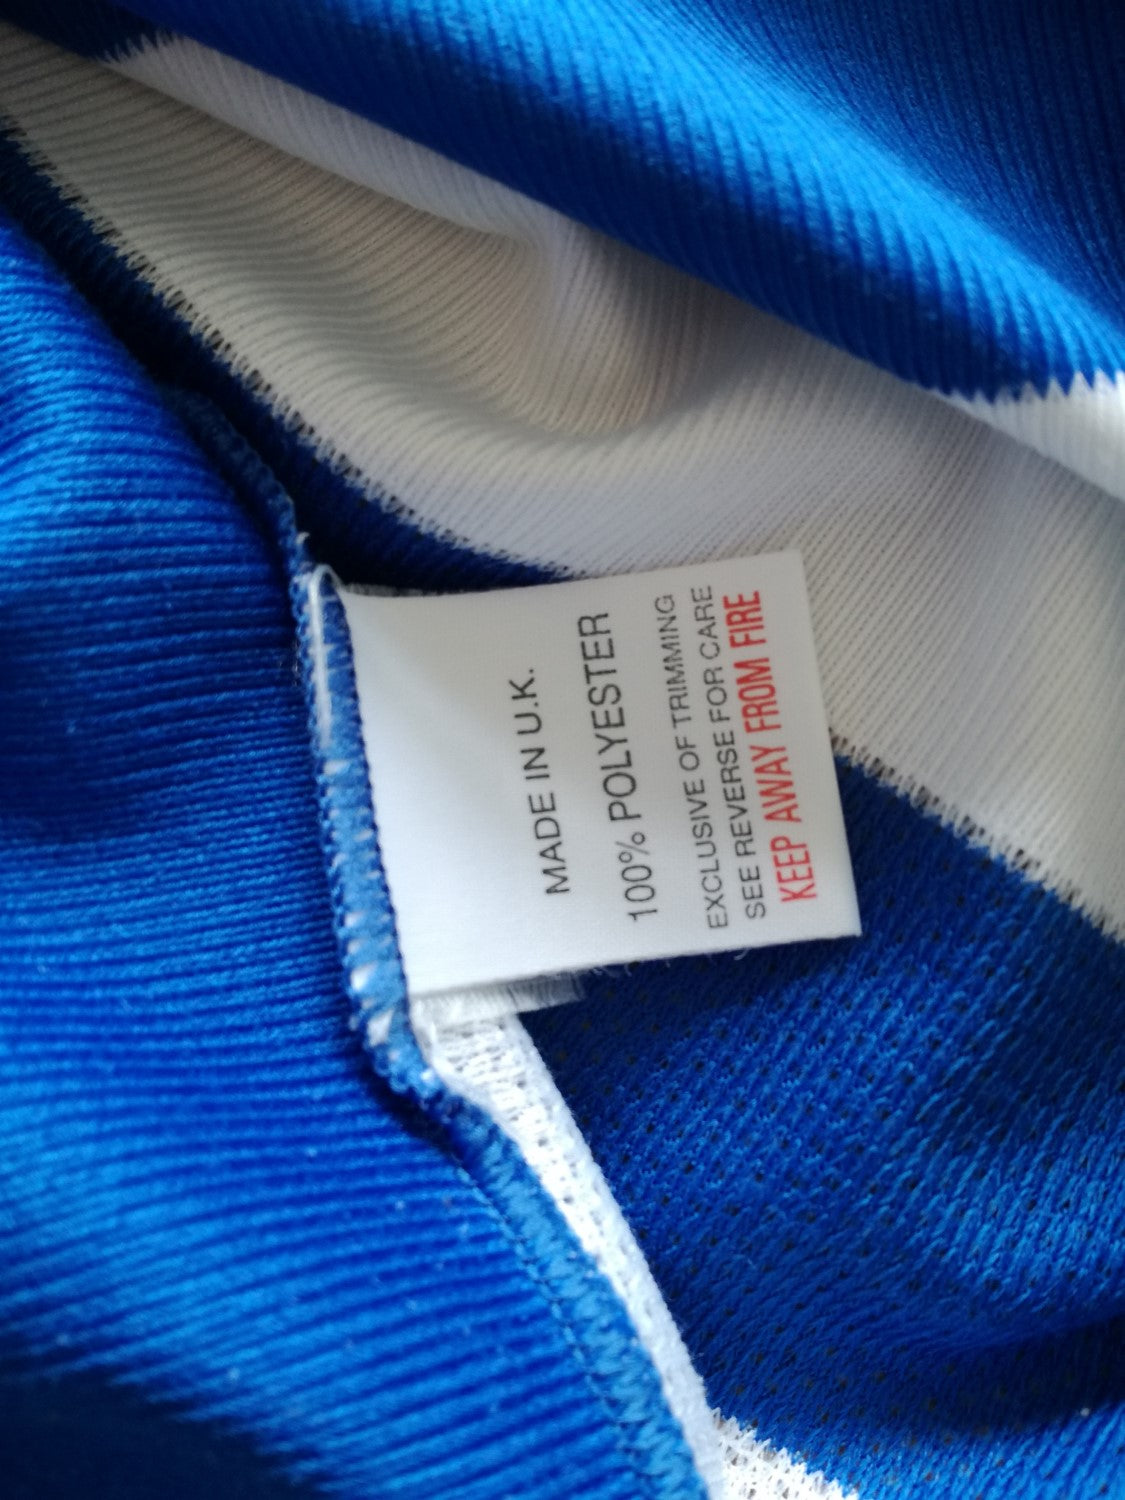 MADE IN U.K.
100% POLYESTER
EXCLUSIVE OF TRIMMING
SEE REVERSE FOR CARE
KEEP AWAY FROM FIRE